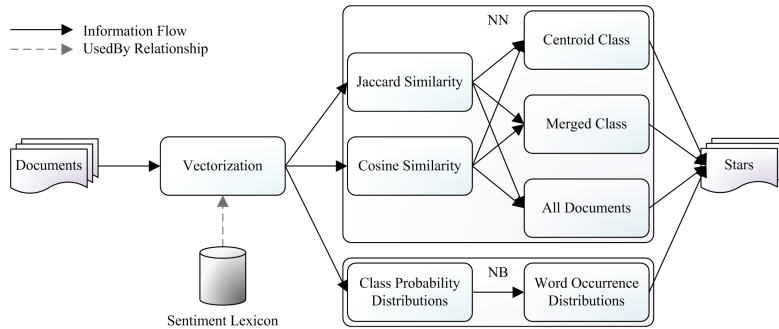 Information Flow
UsedBy Relationship
NN
Centroid Class
Jaccard Similarity
Merged Class
Documents
Vectorization
Cosine Similarity
Stars
All Documents
Sentiment Lexicon
Class Probability
Distributions
NB
Word Occurrence
Distributions